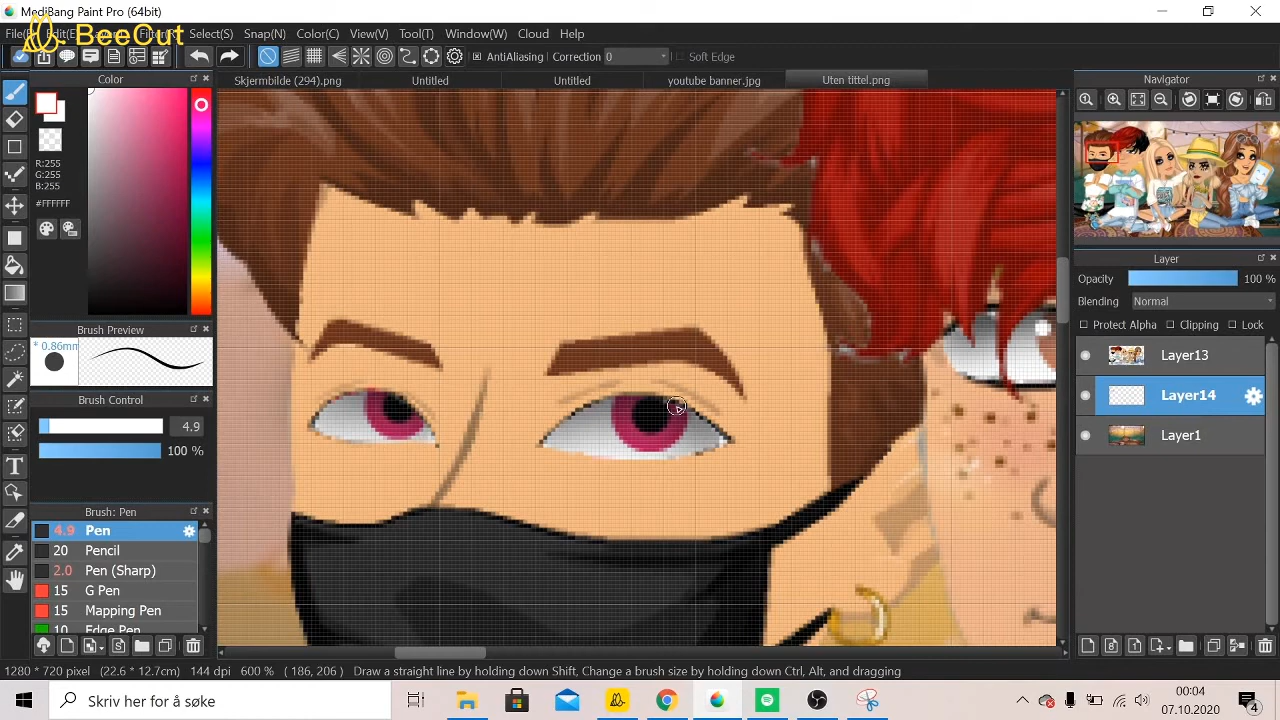 MediBang Paint Pro (64bit)
BeeCut
Select(S) Snap(N) Color(C) View(V) Tool(T) Window(W) Cloud Help
AntiAliasing Correction 0 Soft Edge
Color
Skjermbilde (294).png Untitled Untitled youtube banner.jpg Uten tittel.png
Navigator
R:255
G:255
B:255
#FFFFFF
Layer
Opacity 100 %
Blending Normal
Protect Alpha Clipping Lock
Brush Preview
* 0.86mm
Layer13
Layer14
Layer1
Brush Control
4.9
100 %
Brush: Pen
4.9 Pen
20 Pencil
2.0 Pen (Sharp)
15 G Pen
15 Mapping Pen
10 Edge Pen
1280 * 720 pixel (22.6 * 12.7cm) 144 dpi 600 % ( 186, 206 ) Draw a straight line by holding down Shift, Change a brush size by holding down Ctrl, Alt, and dragging
Skriv her for å søke
00:04
07.10.2020
4